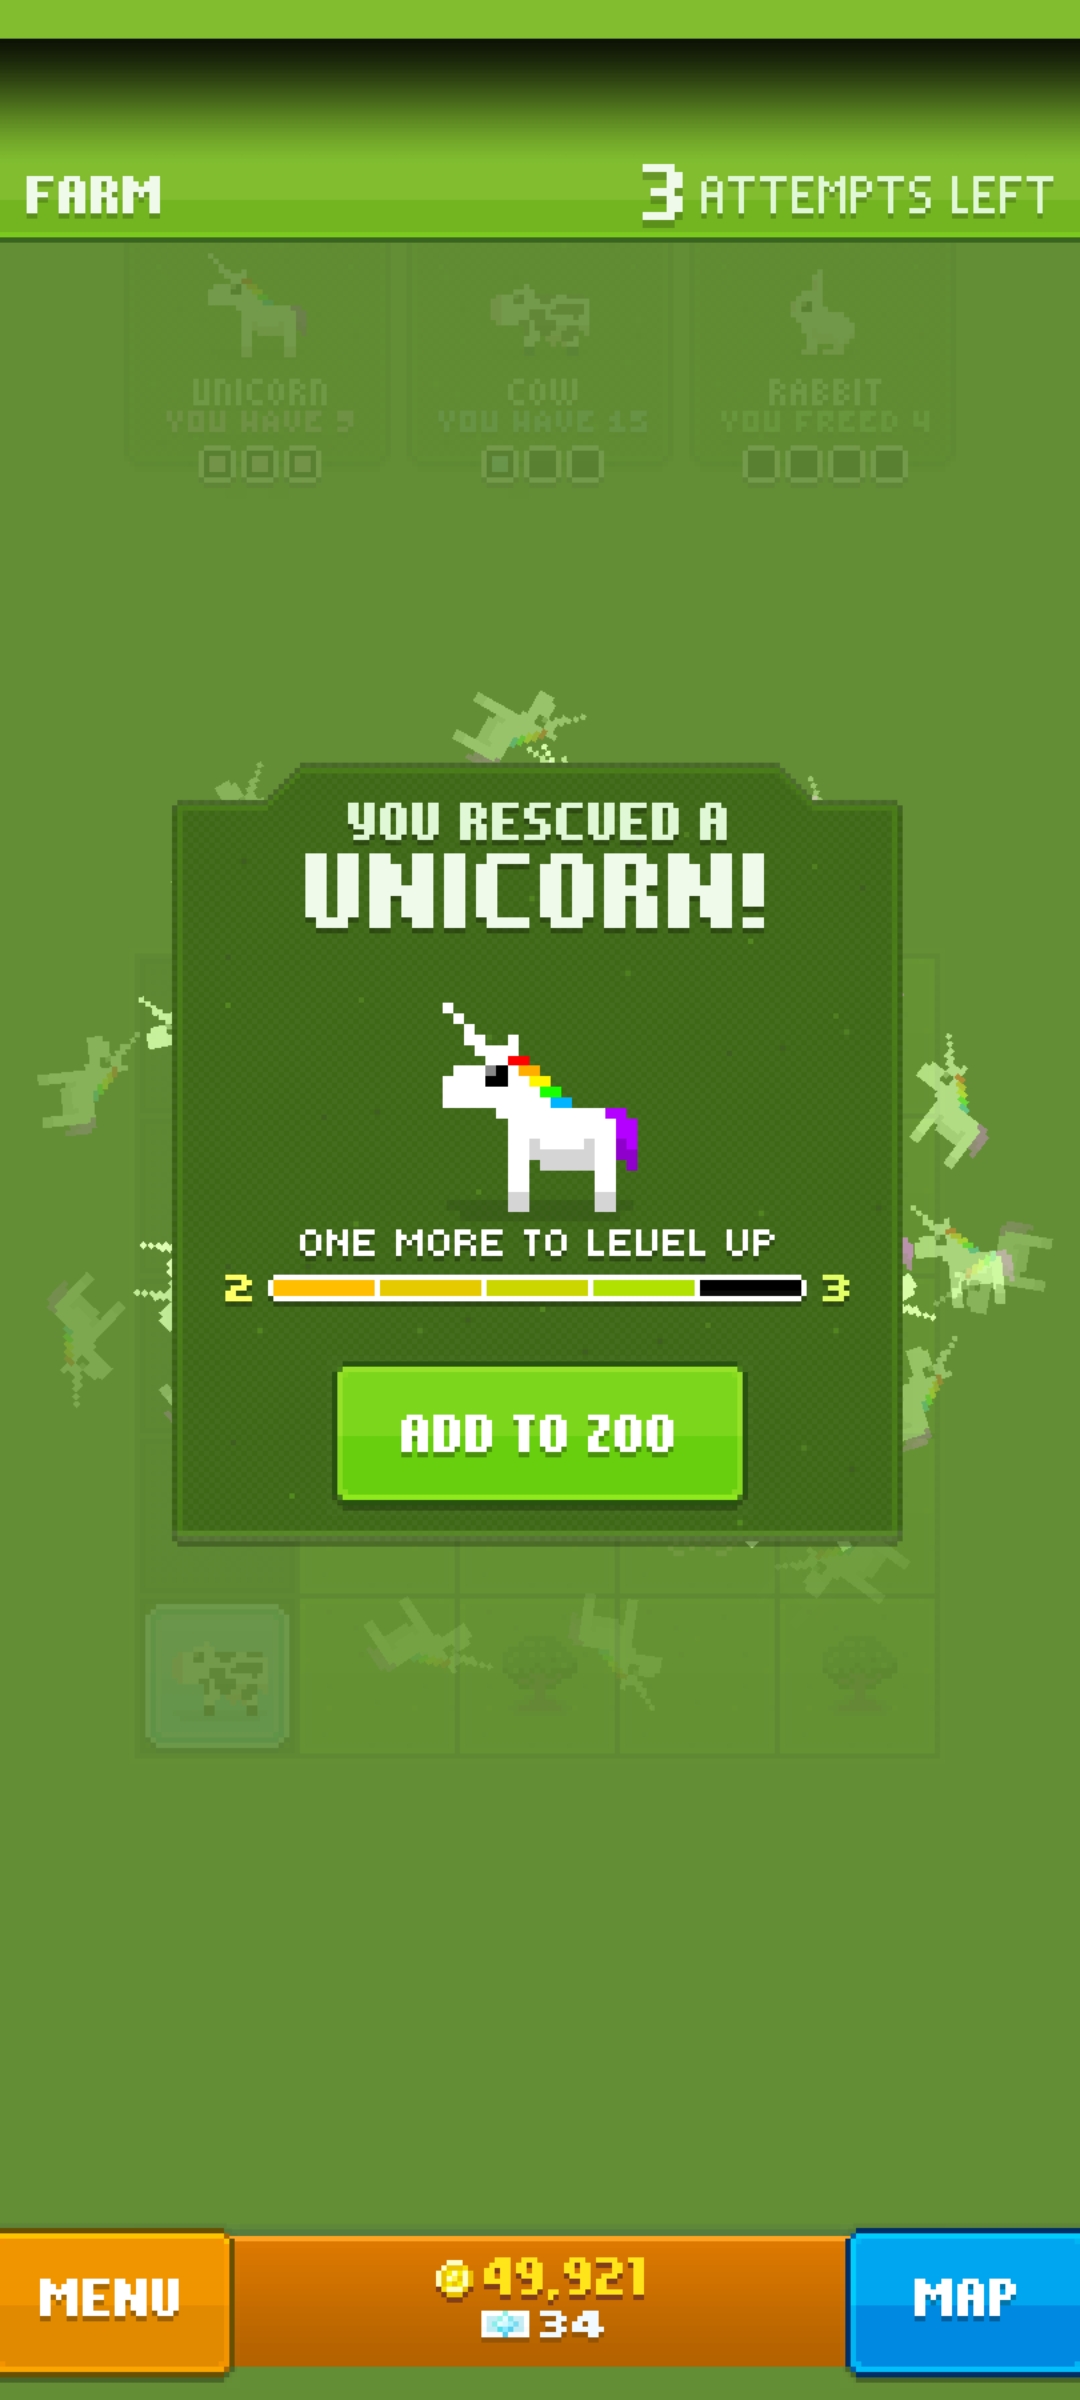 FARM
3 ATTEMPTS LEFT
UNICORN
YOU HAVE 9
COW
YOU HAVE 15
RABBIT
YOU FREED 4
YOU RESCUED A
UNICORN!
ONE MORE TO LEVEL UP
2
3
ADD TO ZOO
MENU
49,921
34
MAP